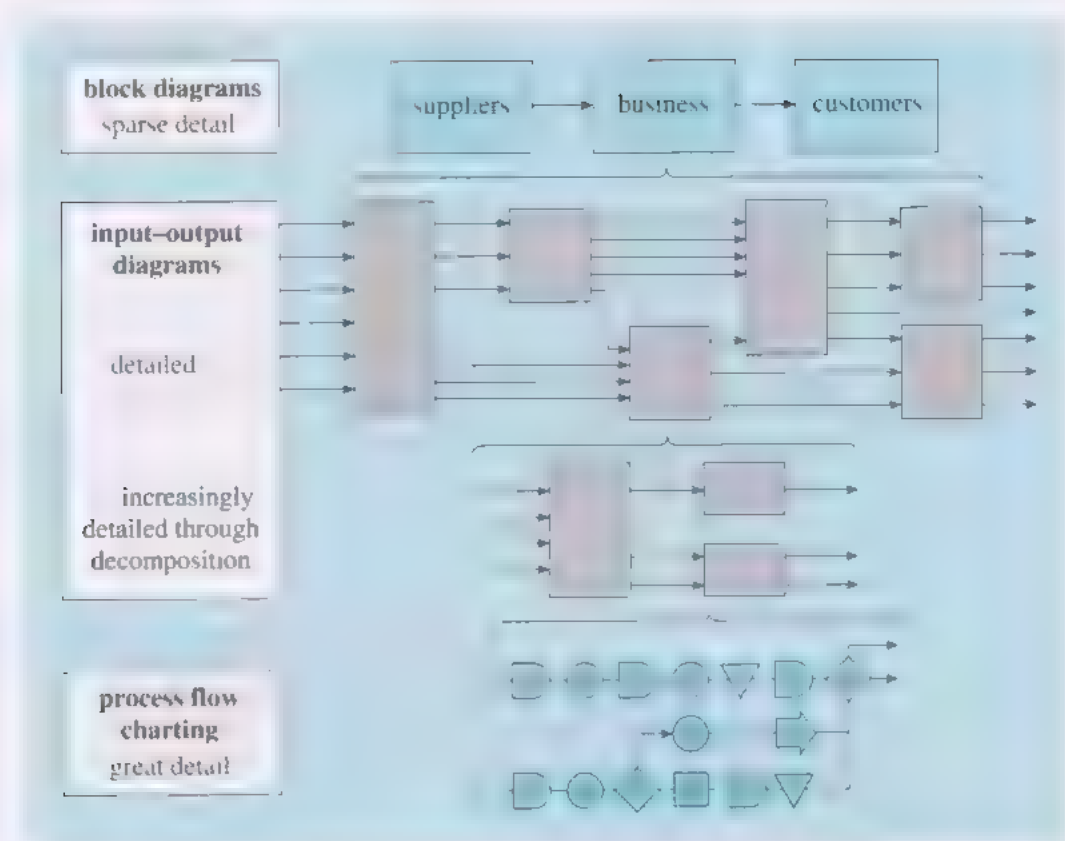 block diagrams
sparse detail
suppliers
business
customers
input–output
diagrams
detailed
increasingly
detailed through
decomposition
process flow
charting
great detail